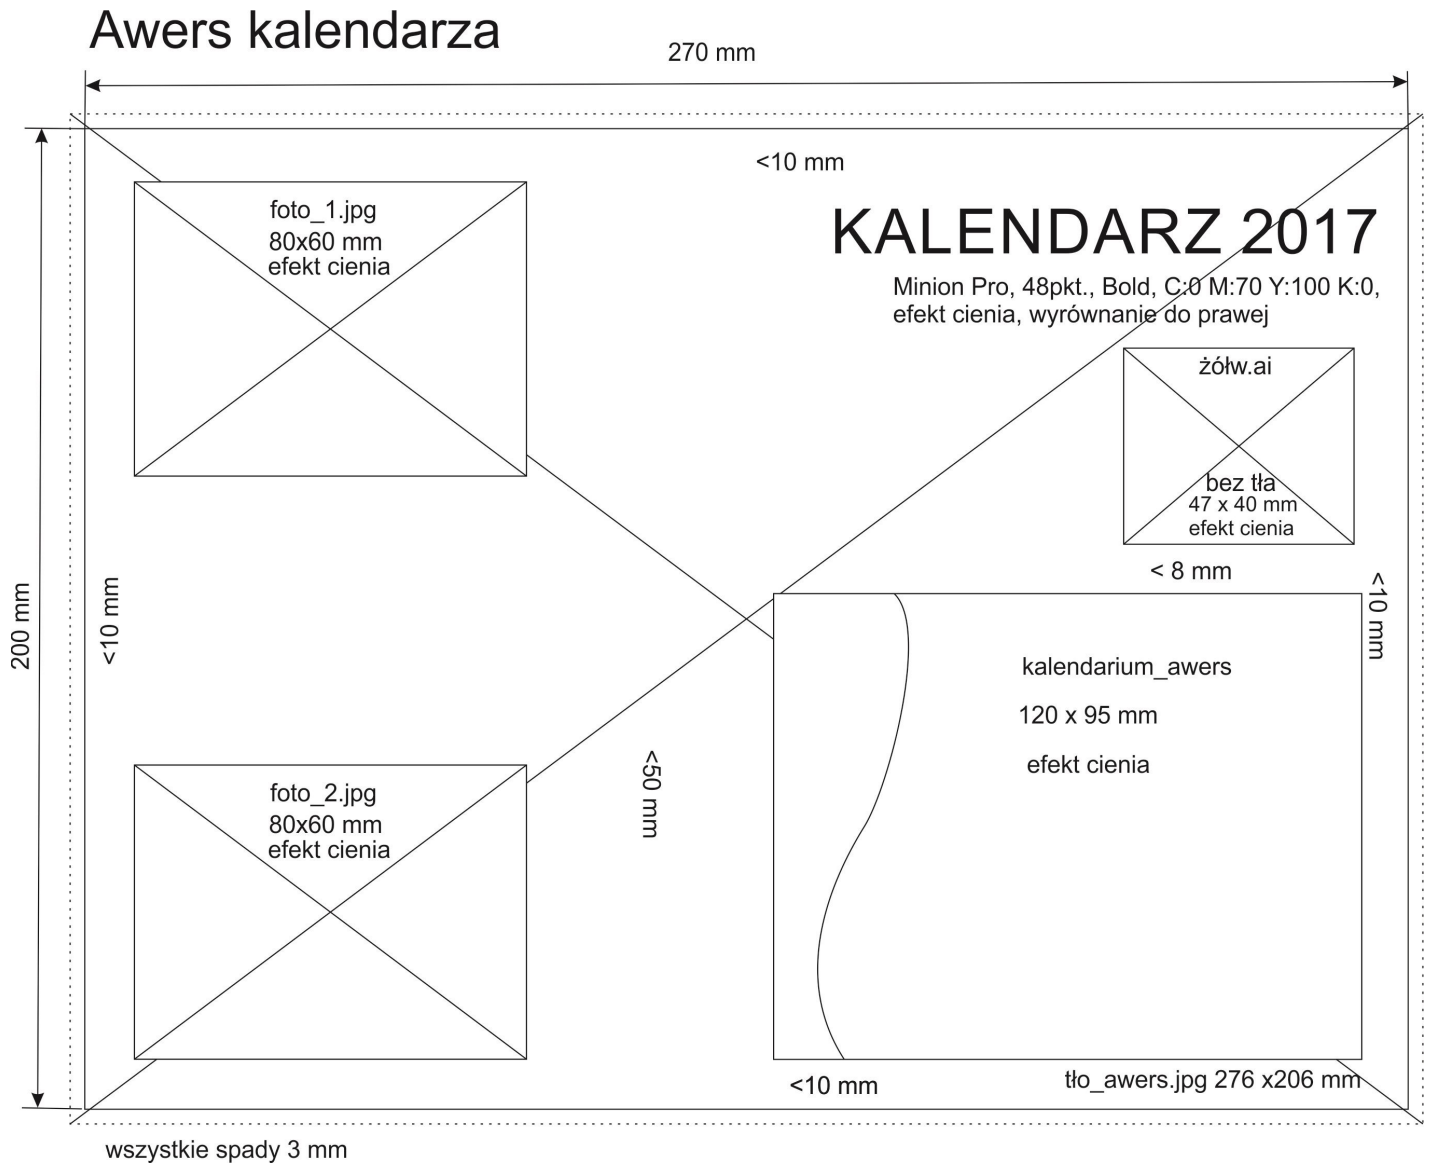 Awers kalendarza
270 mm
<10 mm
foto_1.jpg
80x60 mm
efekt cienia
KALENDARZ 2017
Minion Pro, 48pkt., Bold, C:0 M:70 Y:100 K:0,
efekt cienia, wyrównanie do prawej
żółw.ai
bez tła
47 x 40 mm
efekt cienia
< 8 mm
200 mm
<10 mm
<10 mm
kalendarium_awers
120 x 95 mm
efekt cienia
<50 mm
foto_2.jpg
80x60 mm
efekt cienia
<10 mm
tło_awers.jpg 276 x206 mm
wszystkie spady 3 mm